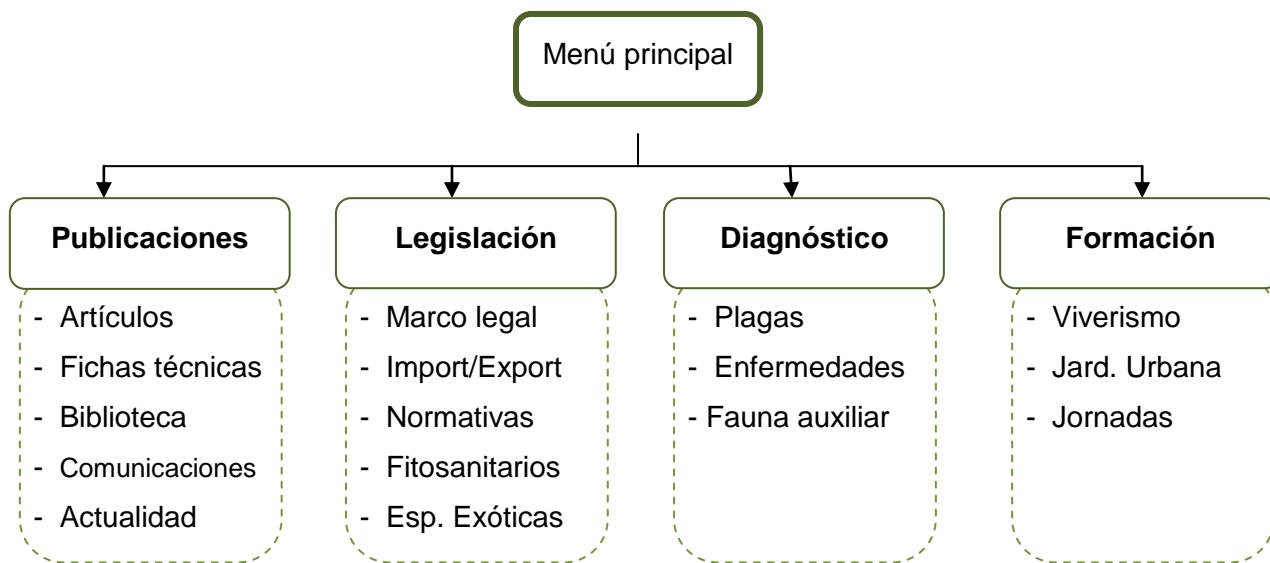 Menú principal
Publicaciones
- Artículos
- Fichas técnicas
- Biblioteca
- Comunicaciones
- Actualidad
Legislación
- Marco legal
- Import/Export
- Normativas
- Fitosanitarios
- Esp. Exóticas
Diagnóstico
- Plagas
- Enfermedades
- Fauna auxiliar
Formación
- Viverismo
- Jard. Urbana
- Jornadas